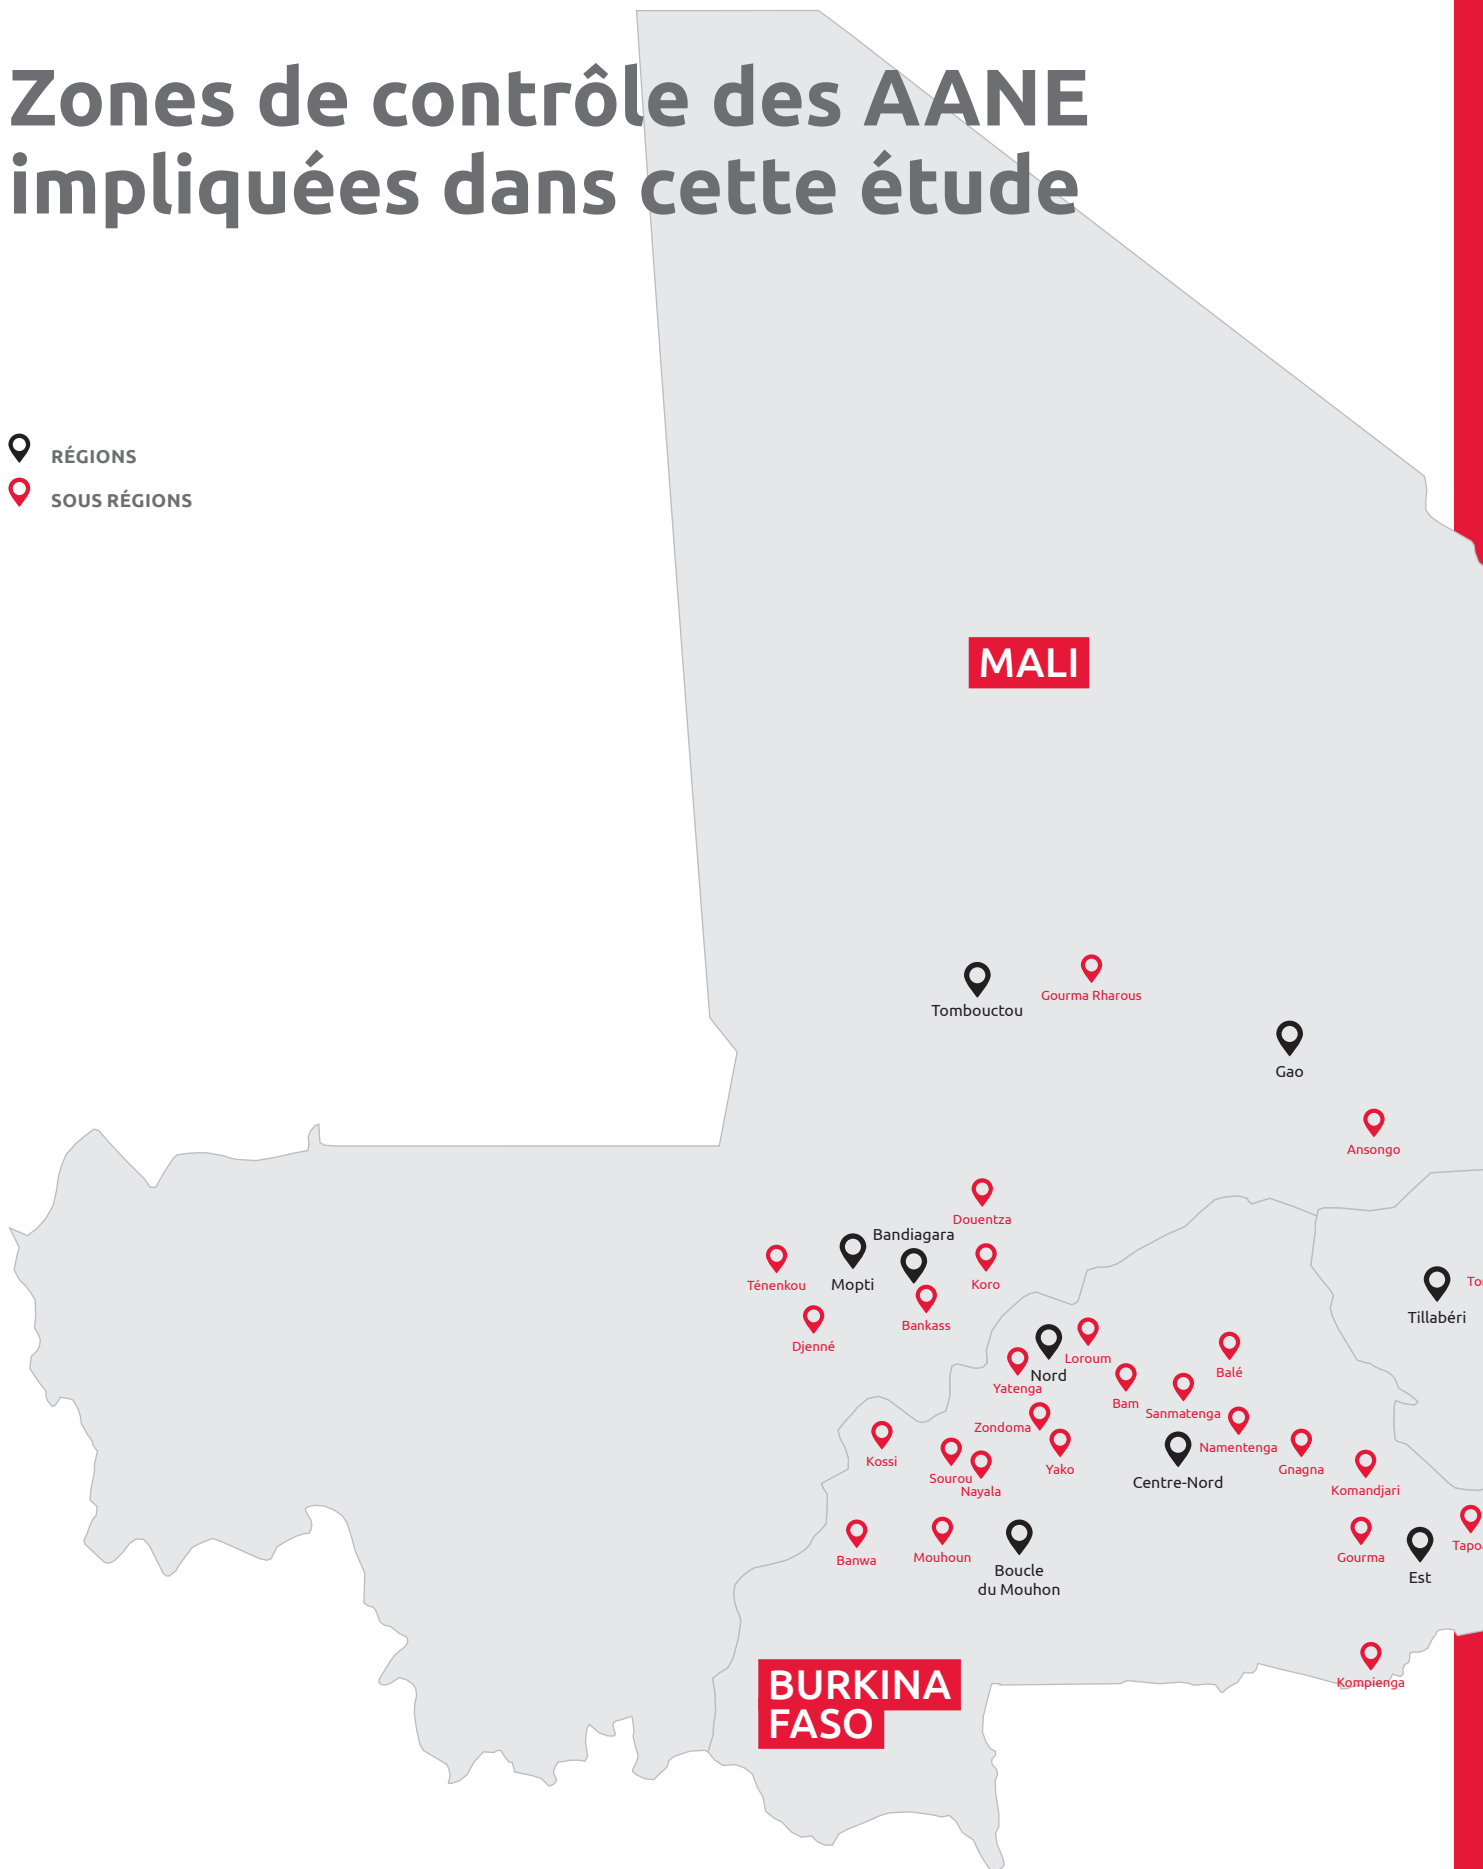 Zones de contrôle des AANE
impliquées dans cette étude
RÉGIONS
SOUS RÉGIONS
MALI
Tombouctou
Gourma Rharous
Gao
Ansongo
Douentza
Bandiagara
Ténenkou
Mopti
Koro
Bankass
Djenné
Tillabéri
Loroum
Nord
Yatenga
Balé
Bam
Sanmatenga
Zondoma
Namentenga
Kossi
Yako
Gnagna
Sourou
Nayala
Centre-Nord
Komandjari
Banwa
Mouhoun
Gourma
Boucle
du Mouhon
Est
Kompienga
BURKINA
FASO